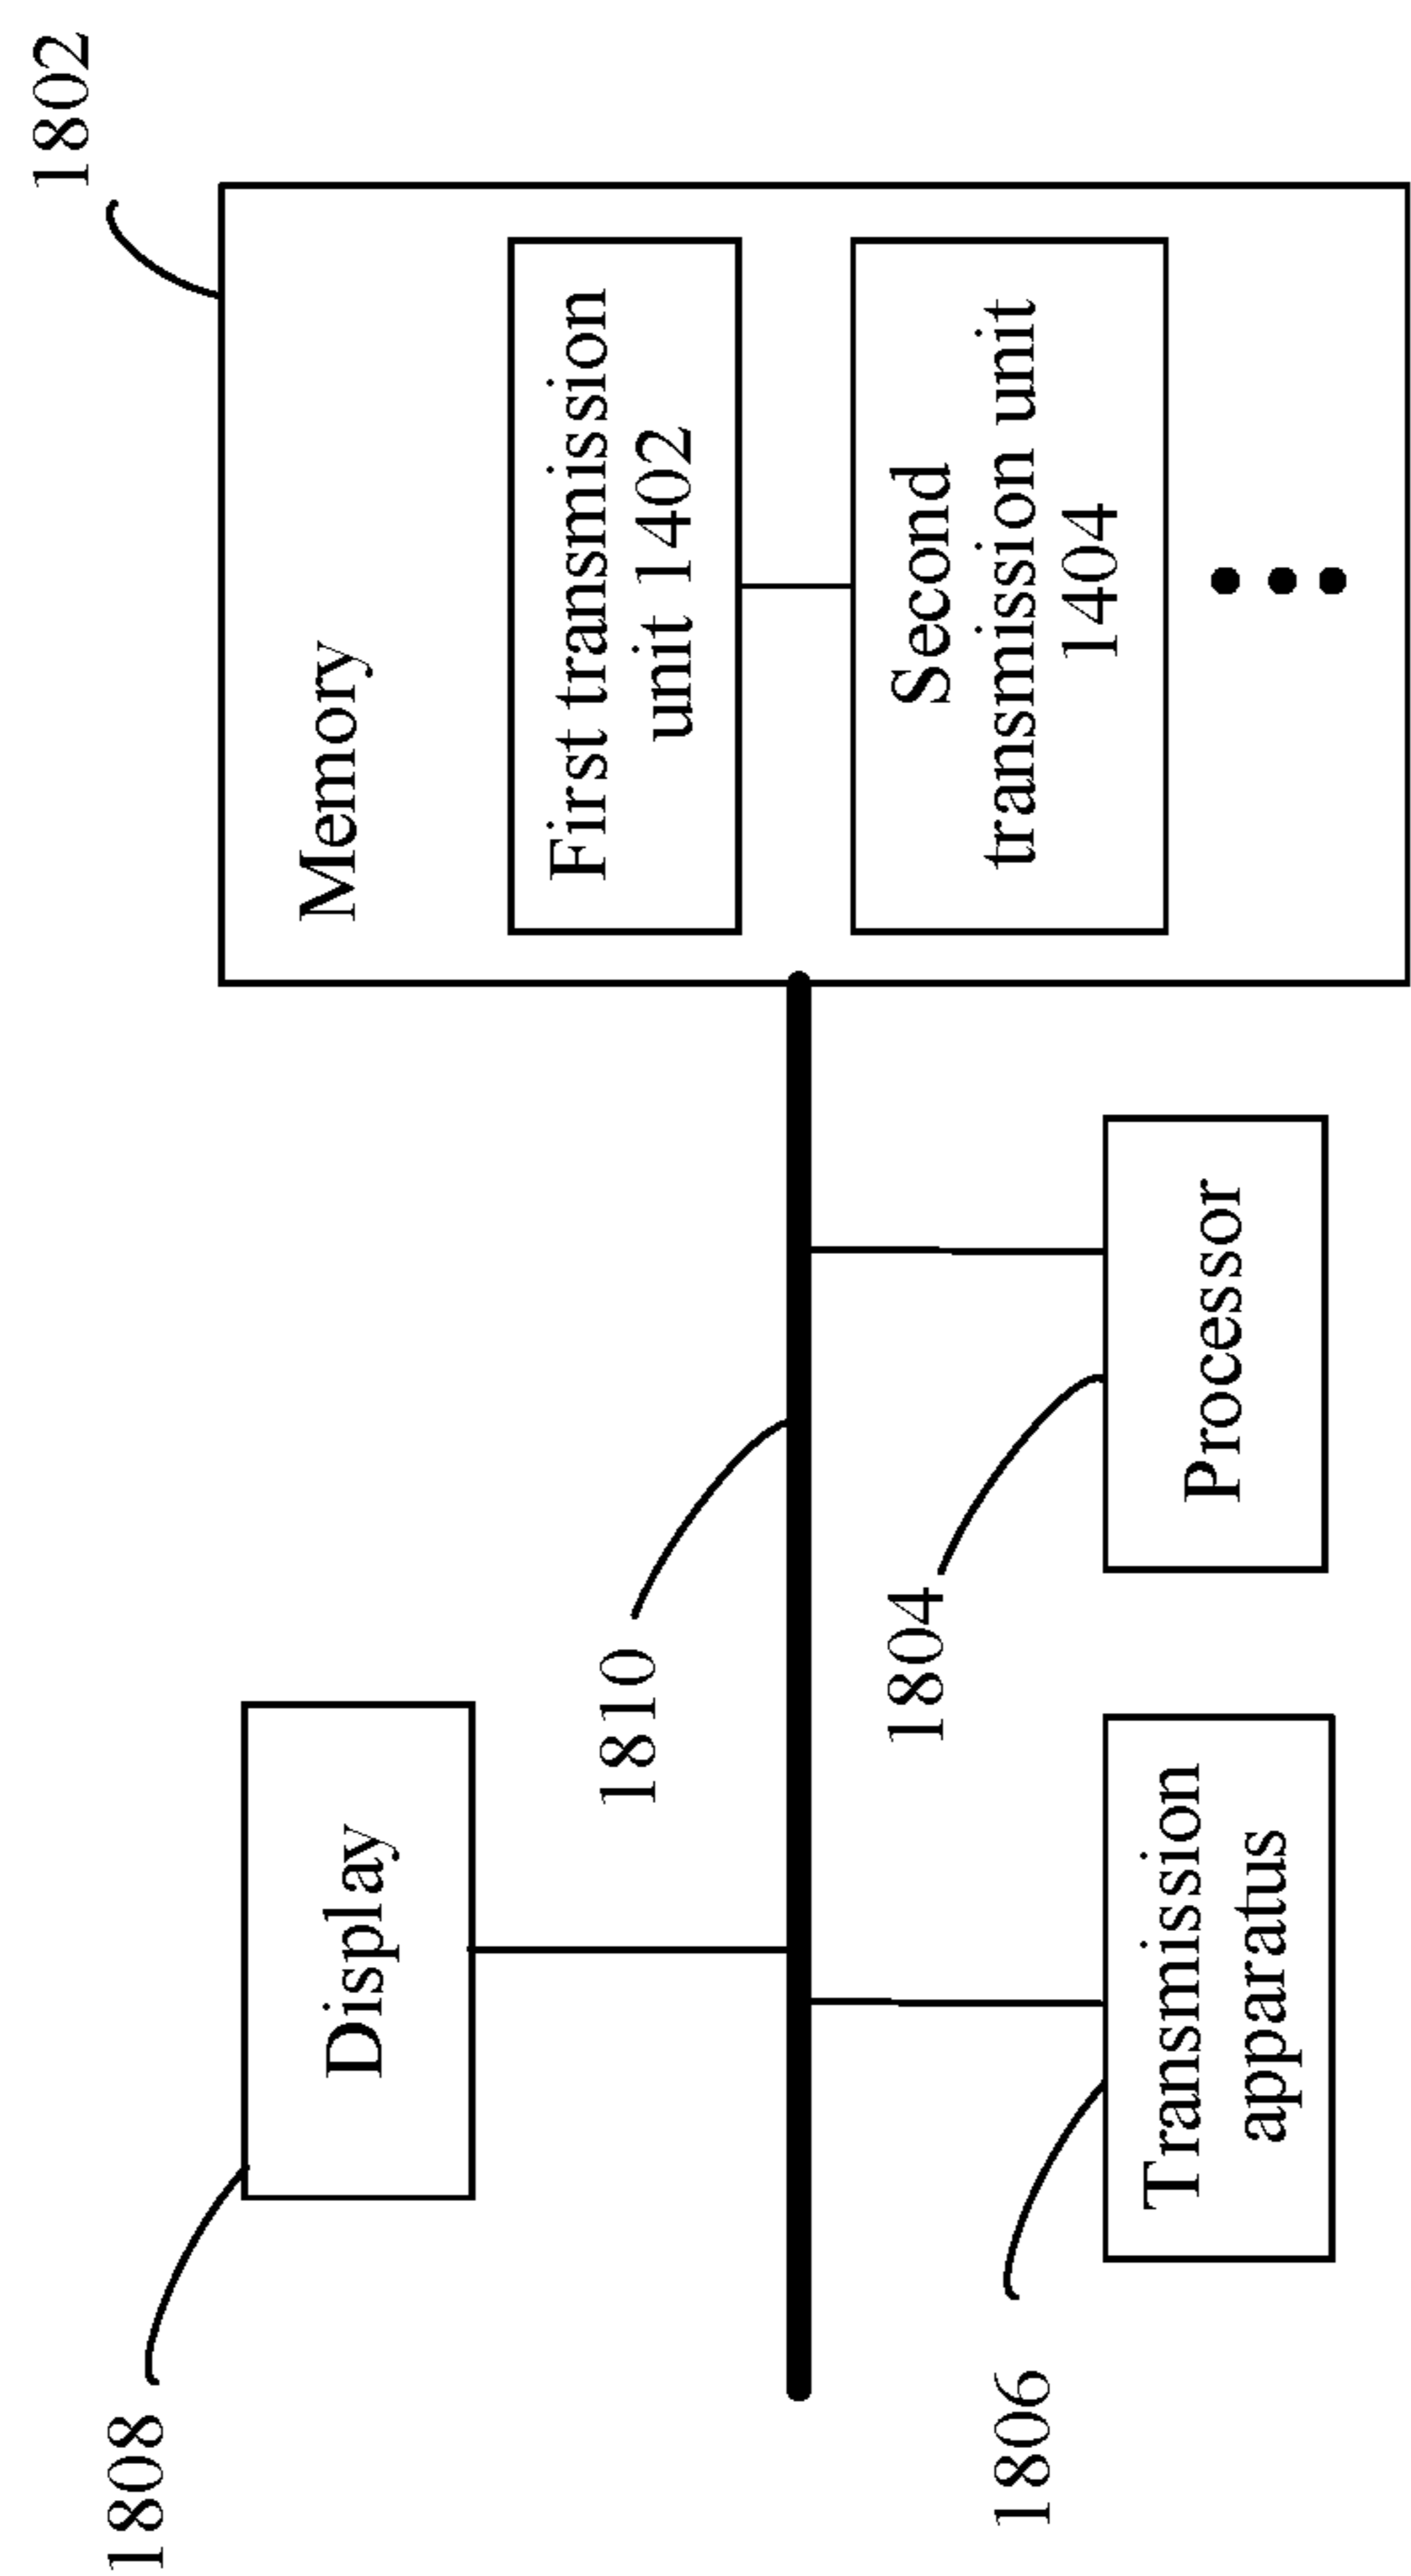 1808
Display
1810
1802
Memory
First transmission
unit 1402
Second
transmission unit
1404
1806
Transmission
apparatus
1804
Processor